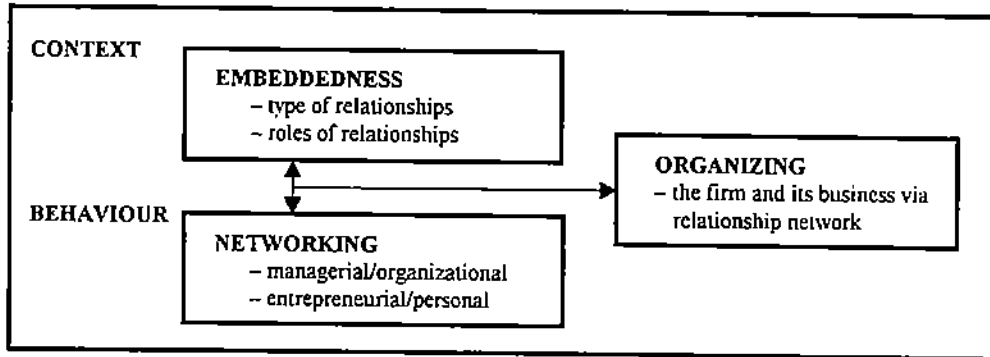 CONTEXT
EMBEDDEDNESS
– type of relationships
– roles of relationships
ORGANIZING
– the firm and its business via
relationship network
BEHAVIOUR
NETWORKING
– managerial/organizational
– entrepreneurial/personal